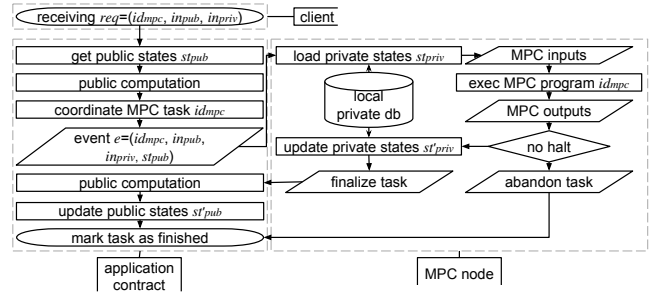 receiving req=(idmpc, inpub, inpriv)
client
get public states stpub
public computation
coordinate MPC task idmpc
event e=(idmpc, inpub,
inpriv, stpub)
public computation
update public states st'pub
mark task as finished
application
contract
load private states stpriv
local
private db
update private states st'priv
finalize task
MPC inputs
exec MPC program idmpc
MPC outputs
no halt
abandon task
MPC node